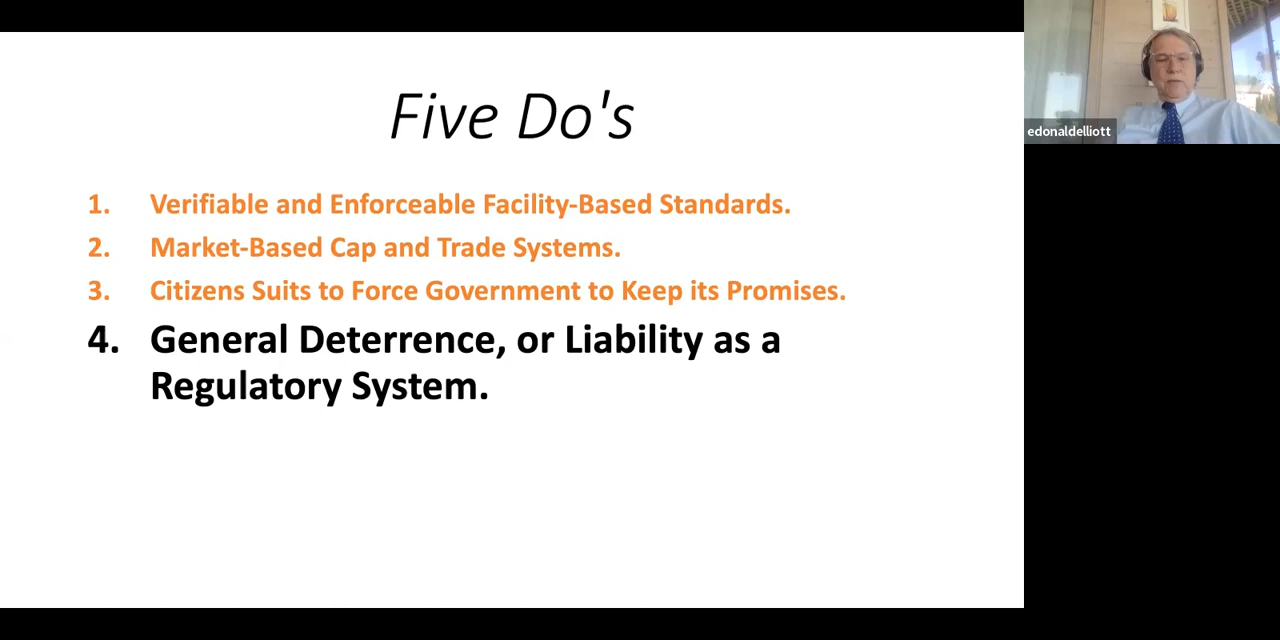 Five Do's
1. Verifiable and Enforceable Facility-Based Standards.
2. Market-Based Cap and Trade Systems.
3. Citizens Suits to Force Government to Keep its Promises.
4. General Deterrence, or Liability as a
Regulatory System.
edonaldelliott